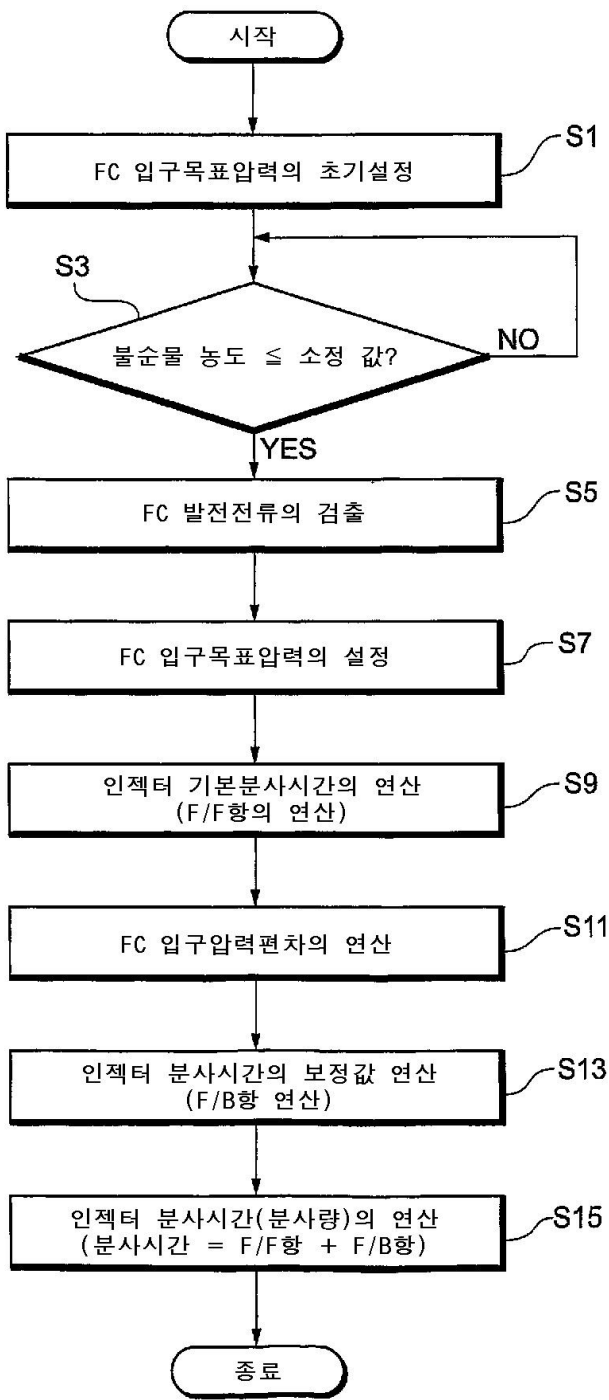 시작
S1
FC 입구목표압력의 초기설정
S3
불순물 농도 ≦ 소정 값?
NO
YES
S5
FC 발전전류의 검출
S7
FC 입구목표압력의 설정
S9
인젝터 기본분사시간의 연산
(F/F항의 연산)
S11
FC 입구압력편차의 연산
S13
인젝터 분사시간의 보정값 연산
(F/B항 연산)
S15
인젝터 분사시간(분사량)의 연산
(분사시간 = F/F항 + F/B항)
종료